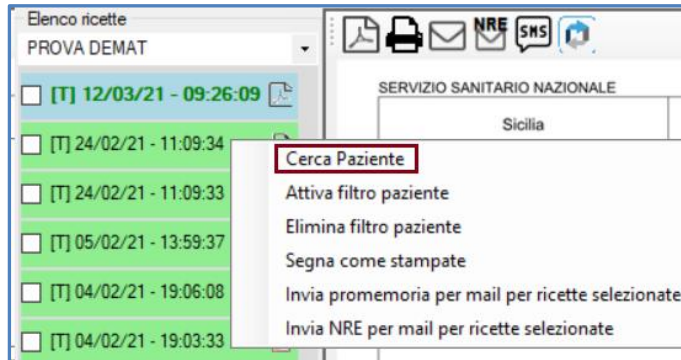 Elenco ricette
PROVA DEMAT
NRE
SMS
SERVIZIO SANITARIO NAZIONALE
Sicilia
[T] 12/03/21 - 09:26:09
[T] 24/02/21 - 11:09:34
[T] 24/02/21 - 11:09:33
[T] 05/02/21 - 13:59:37
[T] 04/02/21 - 19:06:08
[T] 04/02/21 - 19:03:33
Cerca Paziente
Attiva filtro paziente
Elimina filtro paziente
Segna come stampate
Invia promemoria per mail per ricette selezionate
Invia NRE per mail per ricette selezionate